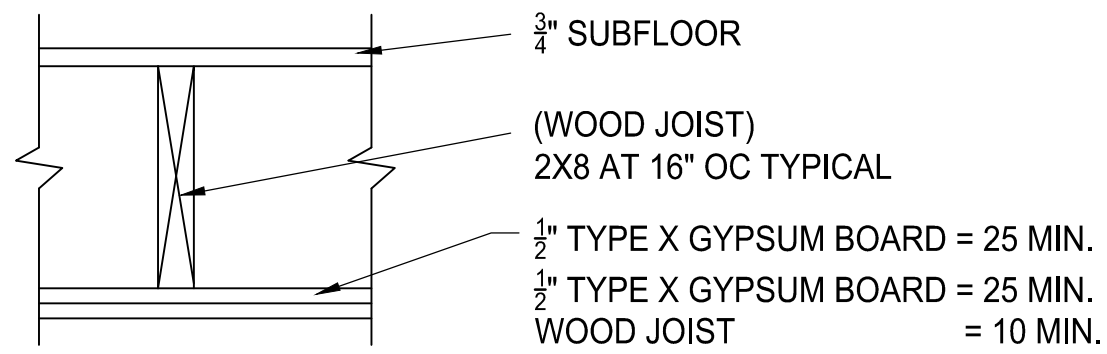 3/4" SUBFLOOR
(WOOD JOIST)
2X8 AT 16" OC TYPICAL
1/2" TYPE X GYPSUM BOARD = 25 MIN.
1/2" TYPE X GYPSUM BOARD = 25 MIN.
WOOD JOIST = 10 MIN.